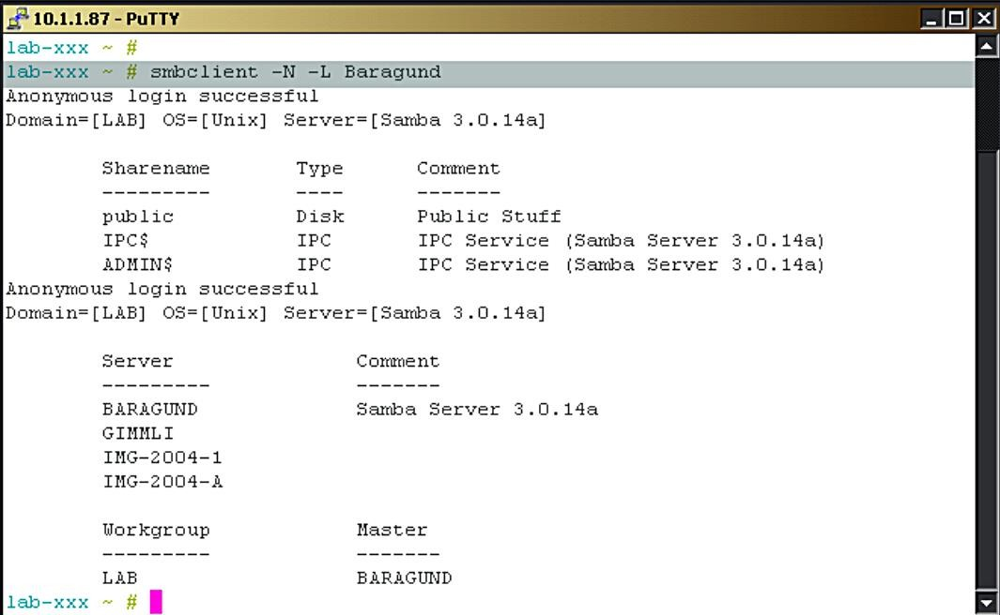 10.1.1.87 - PuTTY
lab-xxx ~ #
lab-xxx ~ # smbclient -N -L Baragund
Anonymous login successful
Domain=[LAB] OS=[Unix] Server=[Samba 3.0.14a]
Sharename Type Comment
--------- ---- -------
public Disk Public Stuff
IPC$ IPC IPC Service (Samba Server 3.0.14a)
ADMIN$ IPC IPC Service (Samba Server 3.0.14a)
Anonymous login successful
Domain=[LAB] OS=[Unix] Server=[Samba 3.0.14a]
Server Comment
--------- -------
BARAGUND Samba Server 3.0.14a
GIMMLI
IMG-2004-1
IMG-2004-A
Workgroup Master
--------- -------
LAB BARAGUND
lab-xxx ~ #